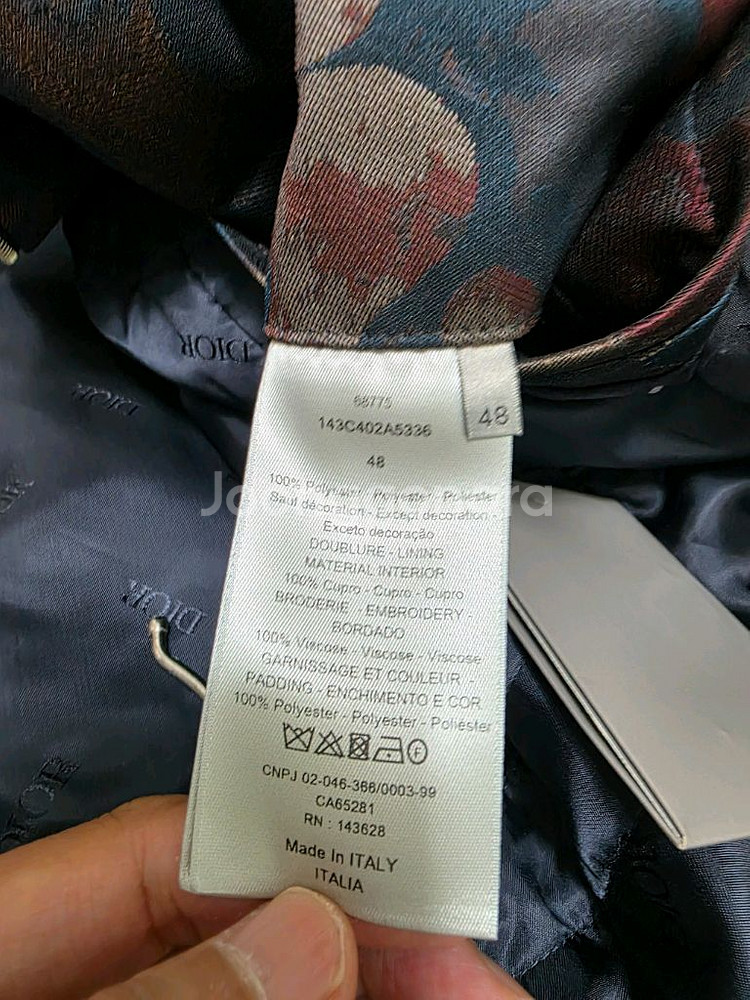 DIOR
DIOR
68775
143C402A5336
48
48
100% Polyester - Polyester - Poliéster
Sauf décoration - Except decoration -
Exceto decoração
DOUBLURE - LINING
MATERIAL INTERIOR
100% Cupro - Cupro - Cupro
BRODERIE - EMBROIDERY -
BORDADO
100% Viscose - Viscose - Viscose
GARNISSAGE ET COULEUR -
PADDING - ENCHIMENTO E COR
100% Polyester - Polyester - Poliéster
CNPJ 02-046-366/0003-99
CA65281
RN : 143628
Made In ITALY
ITALIA
DIOR